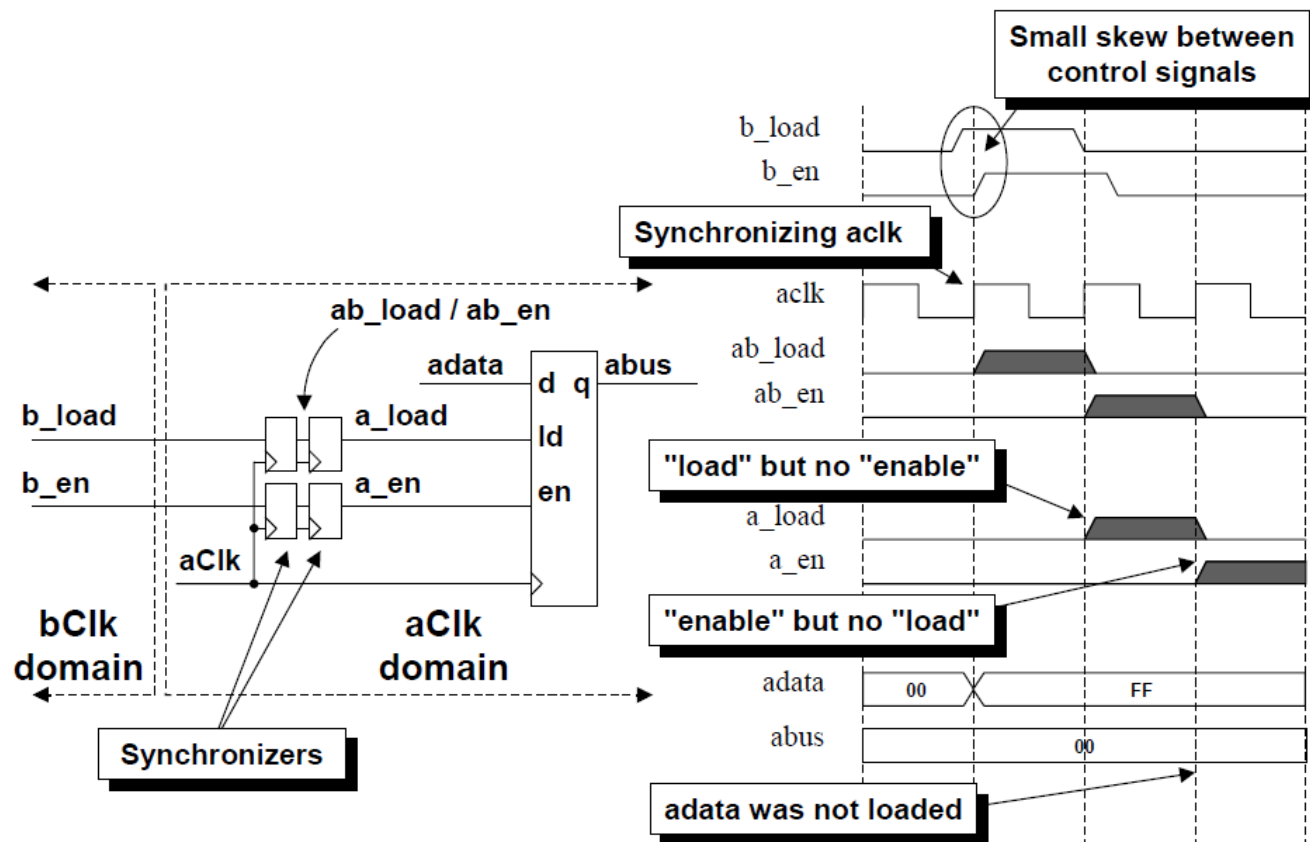 Small skew between
control signals
b_load
b_en
Synchronizing aclk
aclk
ab_load / ab_en
ab_load
adata
d q
abus
ab_en
b_load
a_load
ld
"load" but no "enable"
b_en
a_en
en
a_load
aClk
a_en
"enable" but no "load"
bClk
domain
aClk
domain
adata
00
FF
abus
00
Synchronizers
adata was not loaded